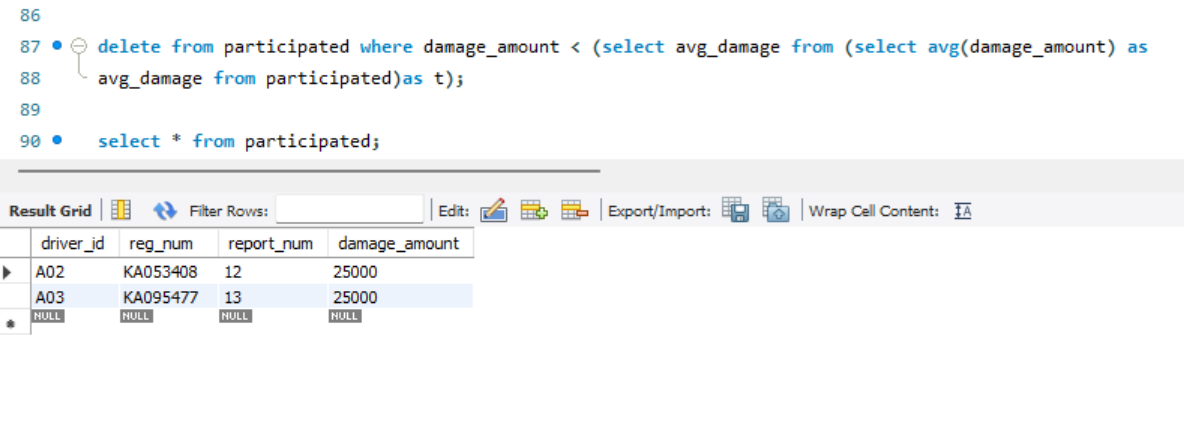 86
87 delete from participated where damage_amount < (select avg_damage from (select avg(damage_amount) as
88 avg_damage from participated)as t);
89
90 select * from participated;
Result Grid Filter Rows: Edit: Export/Import: Wrap Cell Content: IA
driver_id reg_num report_num damage_amount
A02 KA053408 12 25000
A03 KA095477 13 25000
NULL NULL NULL NULL